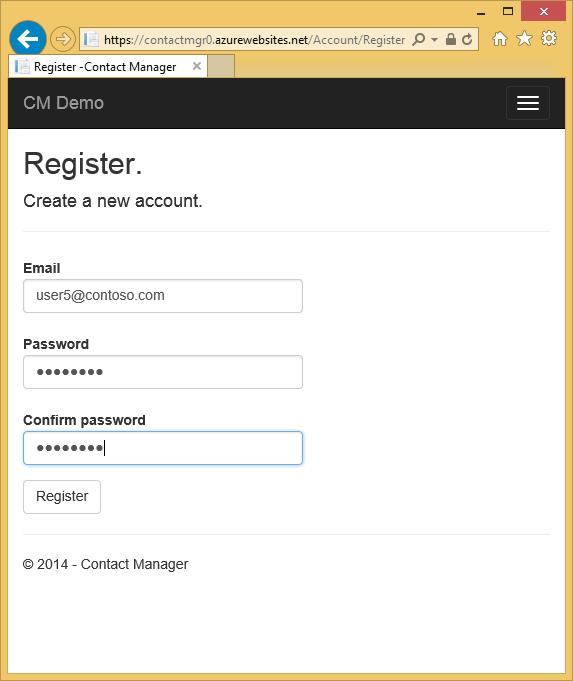 https://contactmgr0.azurewebsites.net/Account/Register
Register -Contact Manager
CM Demo
Register.
Create a new account.
Email
user5@contoso.com
Password
●●●●●●●●
Confirm password
●●●●●●●●
Register
© 2014 - Contact Manager